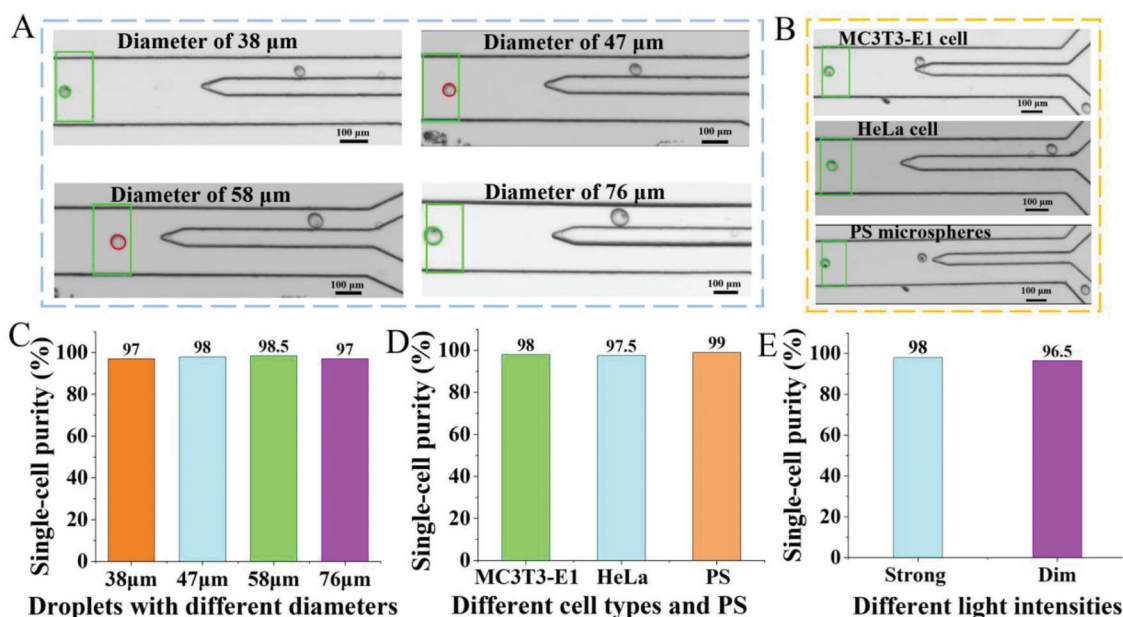 A
Diameter of 38 µm
100 µm
Diameter of 47 µm
100 µm
Diameter of 58 µm
100 µm
Diameter of 76 µm
100 µm
B
MC3T3-E1 cell
100 µm
HeLa cell
100 µm
PS microspheres
100 µm
C
Single-cell purity (%)
100
80
60
40
20
0
97
98
98.5
97
38µm
47µm
58µm
76µm
Droplets with different diameters
D
Single-cell purity (%)
100
80
60
40
20
0
98
97.5
99
MC3T3-E1
HeLa
PS
Different cell types and PS
E
Single-cell purity (%)
100
80
60
40
20
0
98
96.5
Strong
Dim
Different light intensities